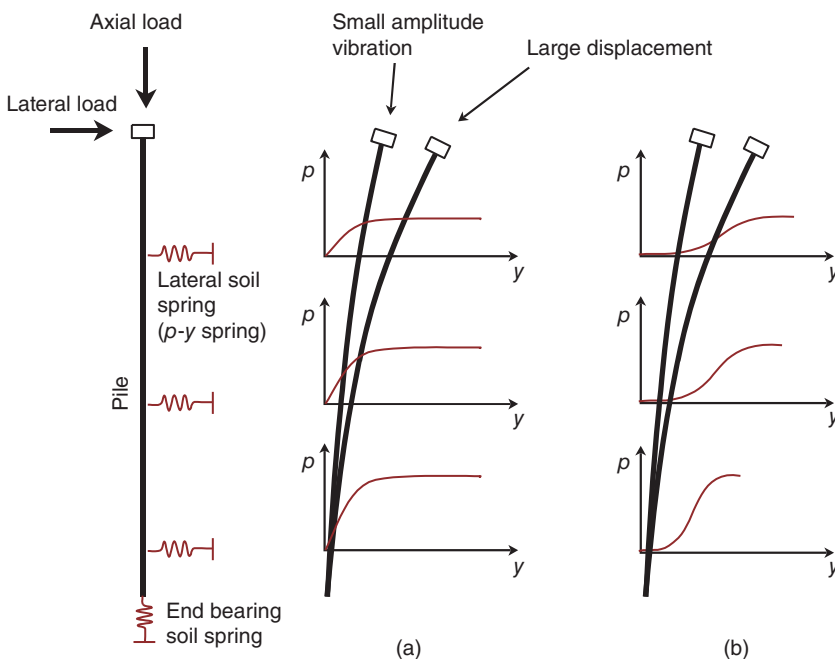 Axial load
Lateral load
Small amplitude
vibration
Large displacement
p
y
p
y
Lateral soil
spring
(p-y spring)
Pile
p
y
p
y
p
y
p
y
End bearing
soil spring
(a)
(b)